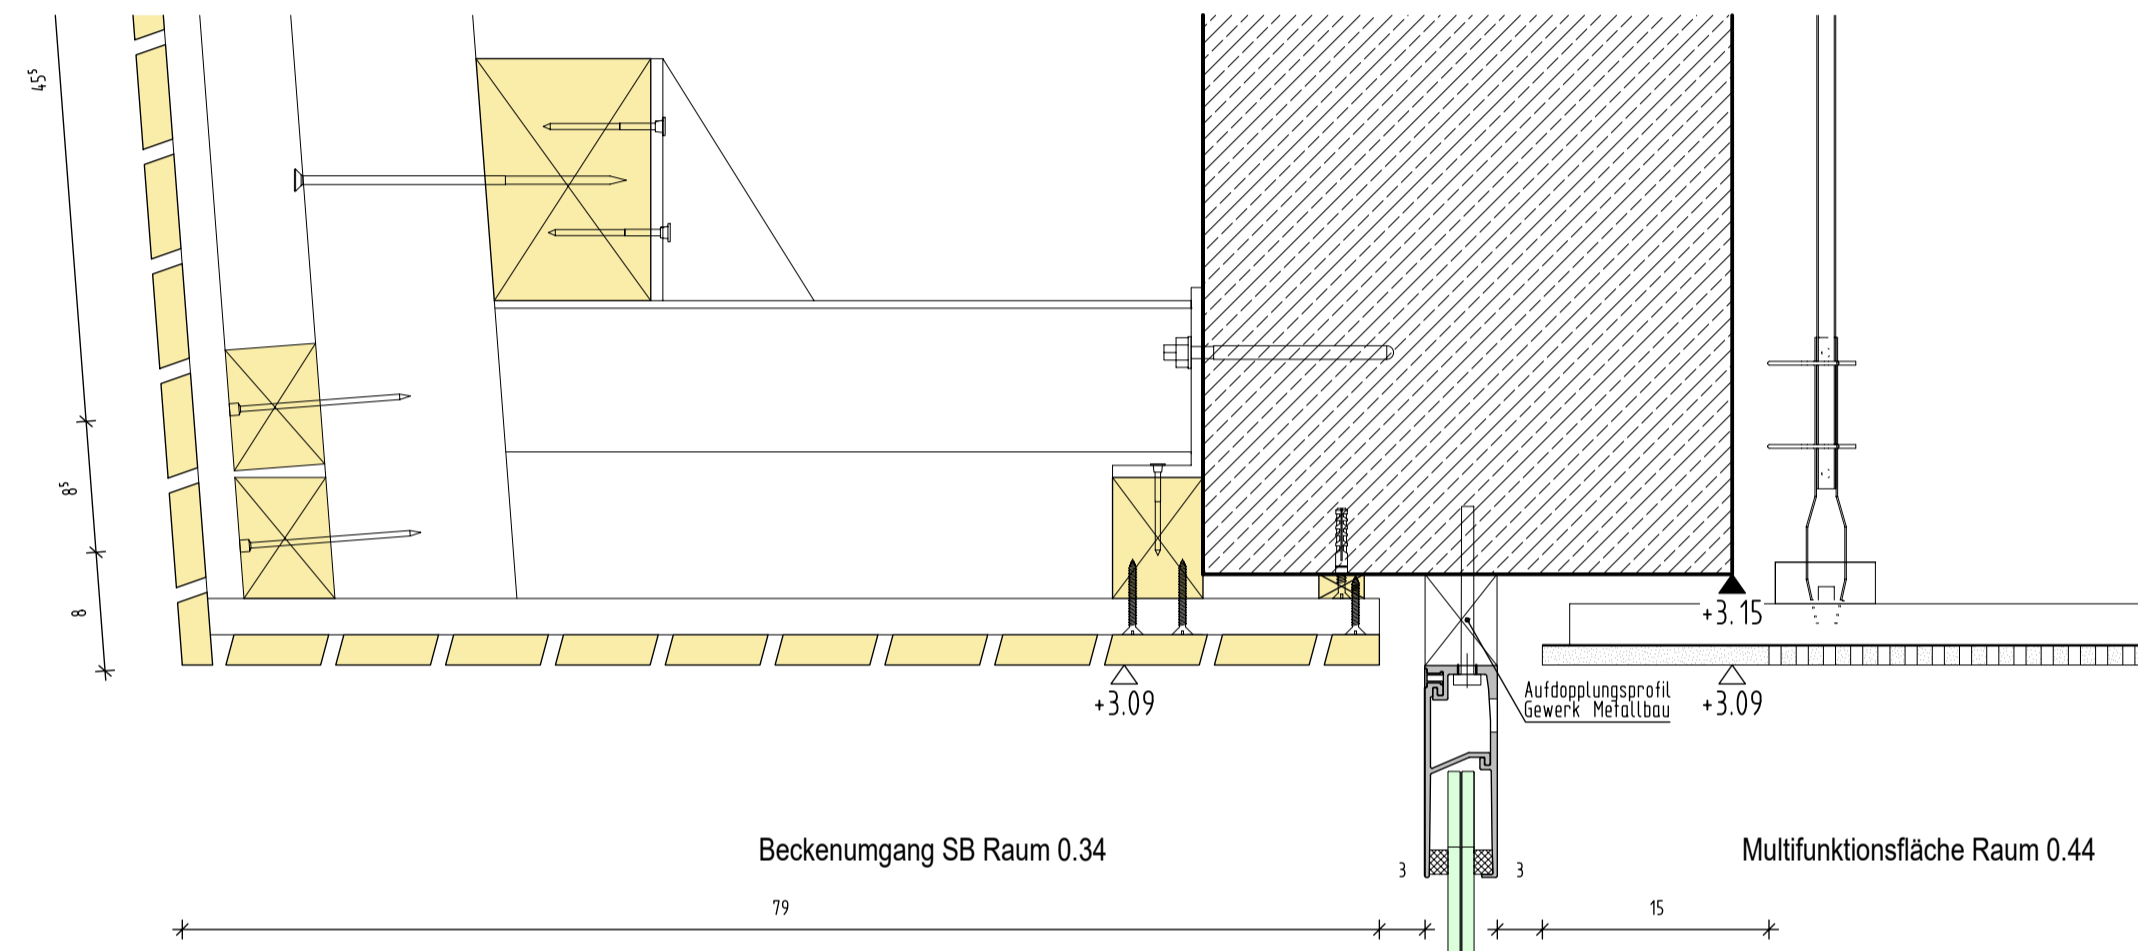 45⁵
8⁵
8
+3.15
+3.09
Aufdopplungsprofil
Gewerk Metallbau
+3.09
Beckenumgang SB Raum 0.34
Multifunktionsfläche Raum 0.44
3
3
79
15